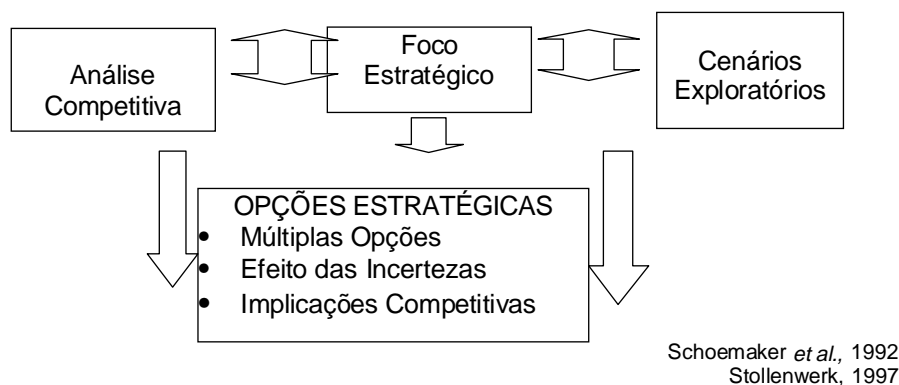 Análise
Competitiva
Foco
Estratégico
Cenários
Exploratórios
OPÇÕES ESTRATÉGICAS
• Múltiplas Opções
• Efeito das Incertezas
• Implicações Competitivas
Schoemaker et al., 1992
Stollenwerk, 1997